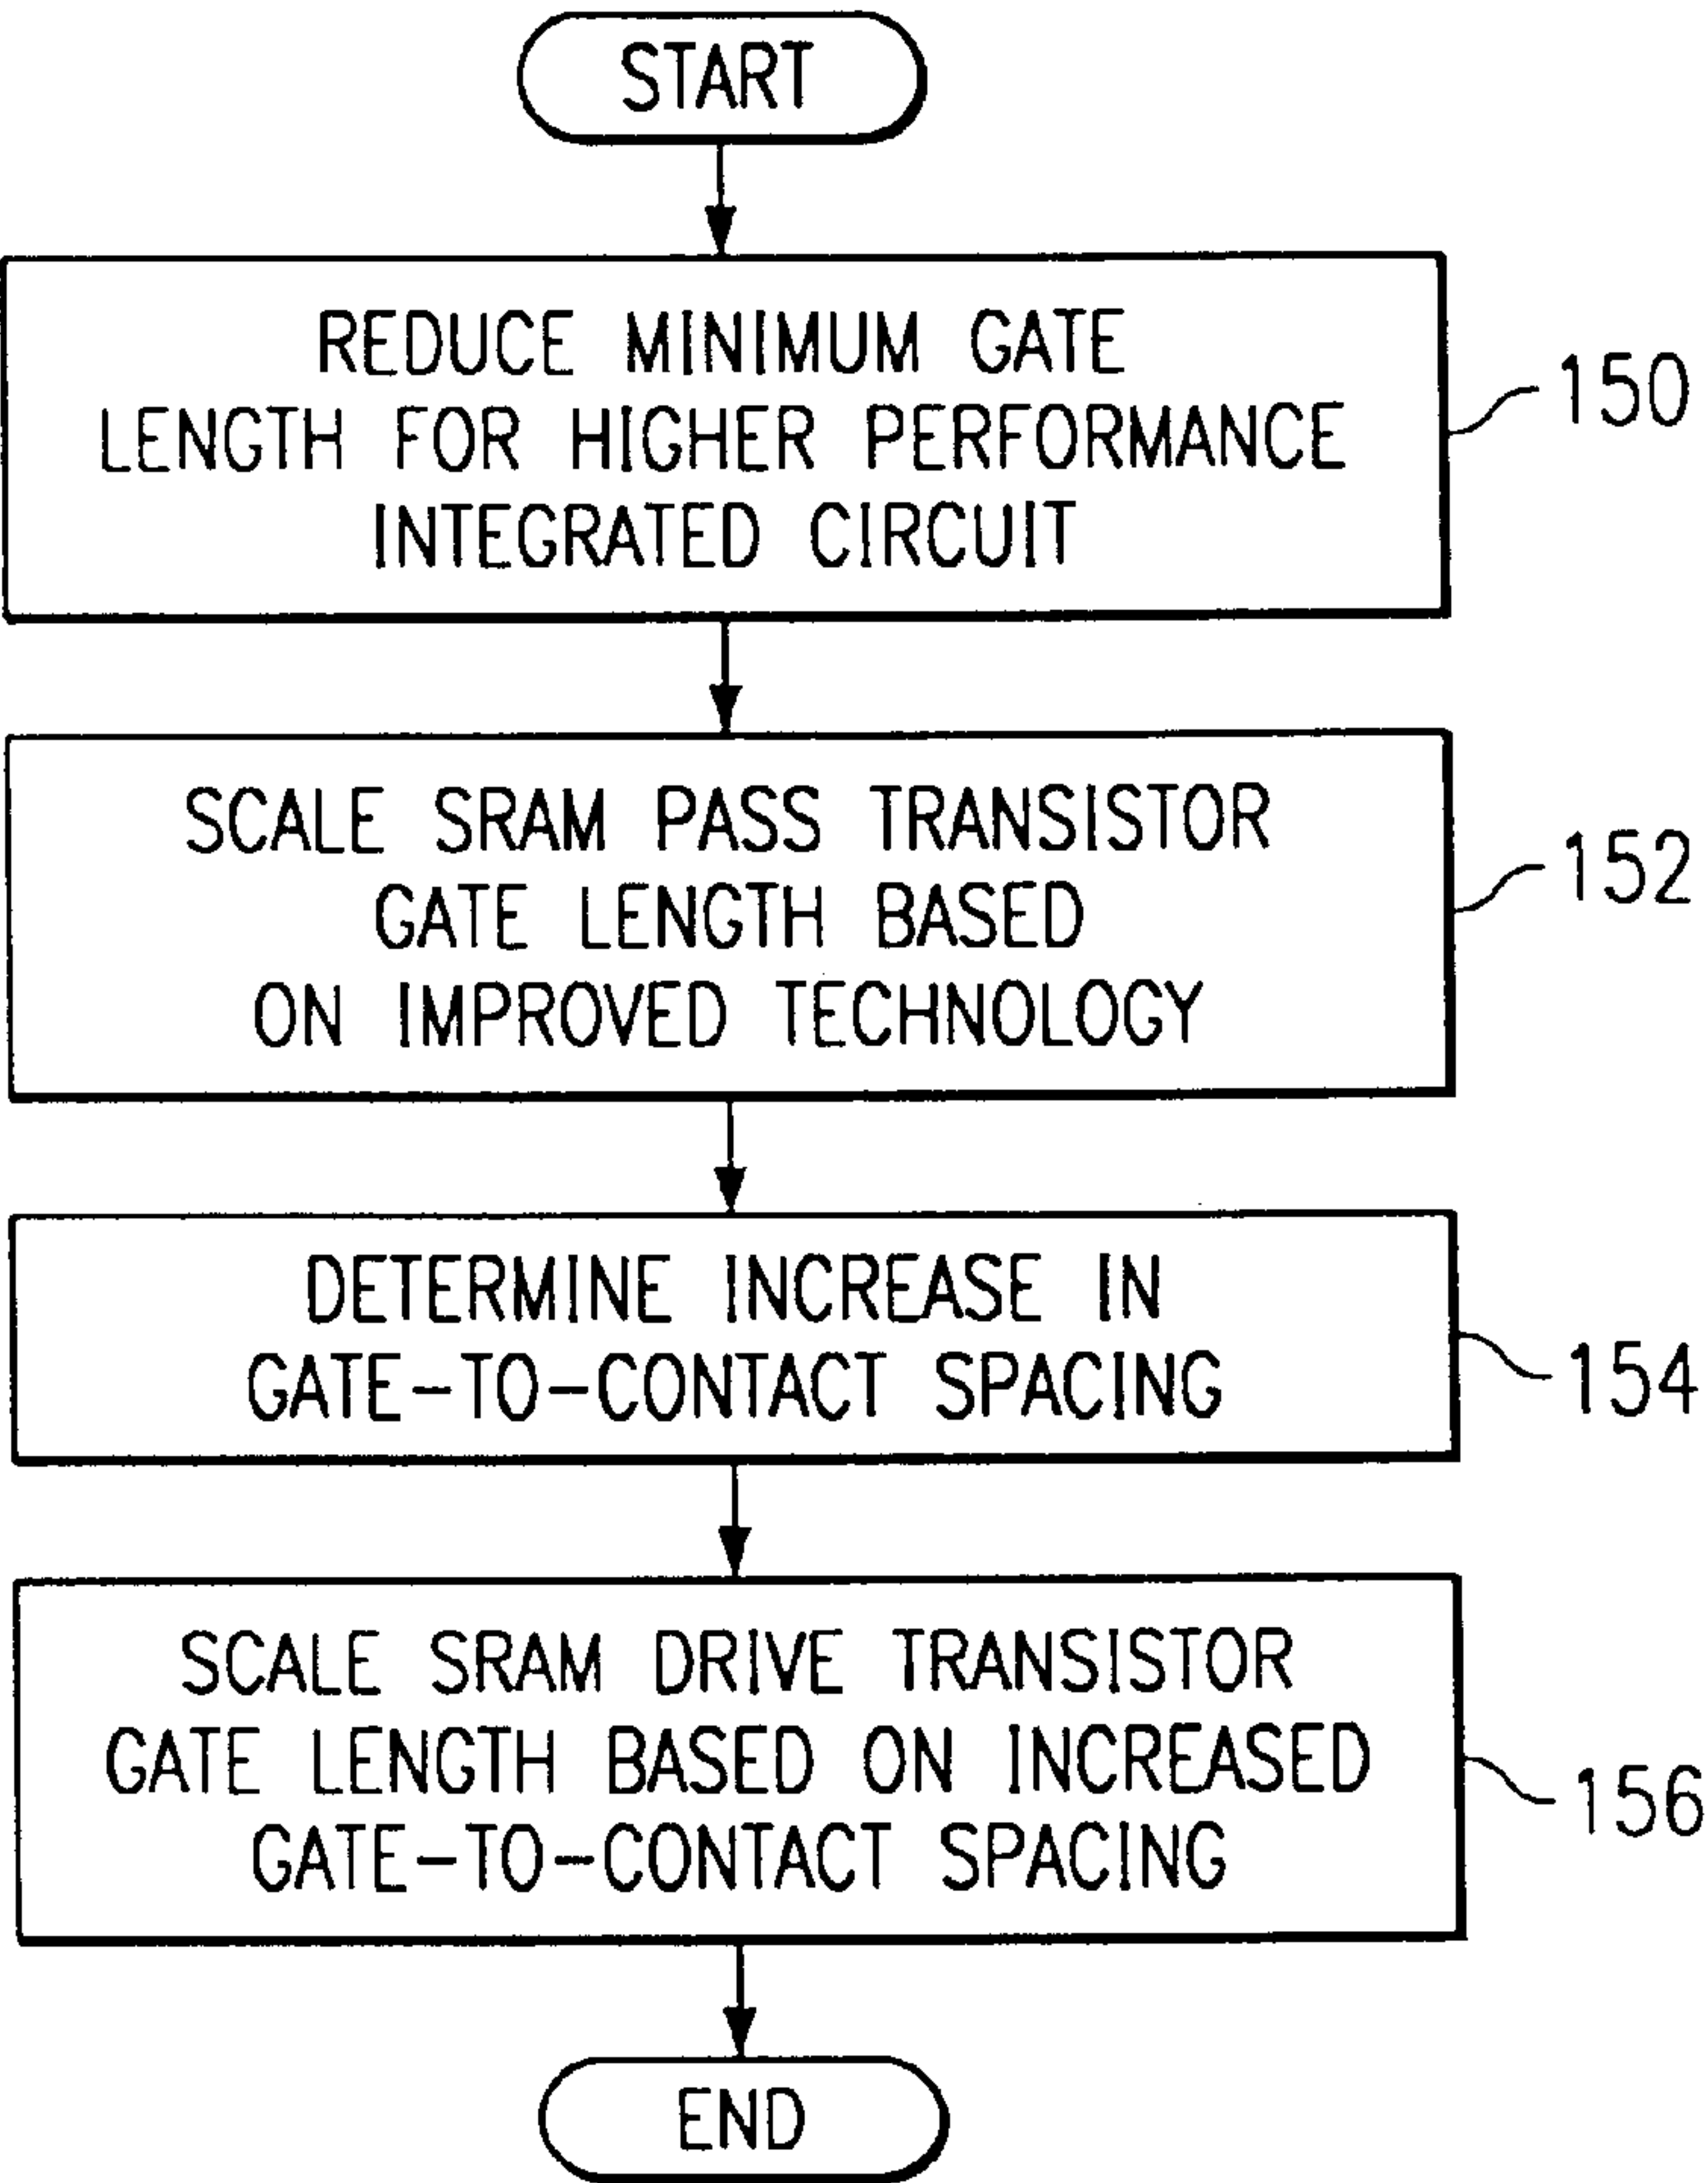 START
REDUCE MINIMUM GATE
LENGTH FOR HIGHER PERFORMANCE
INTEGRATED CIRCUIT
150
SCALE SRAM PASS TRANSISTOR
GATE LENGTH BASED
ON IMPROVED TECHNOLOGY
152
DETERMINE INCREASE IN
GATE-TO-CONTACT SPACING
154
SCALE SRAM DRIVE TRANSISTOR
GATE LENGTH BASED ON INCREASED
GATE-TO-CONTACT SPACING
156
END